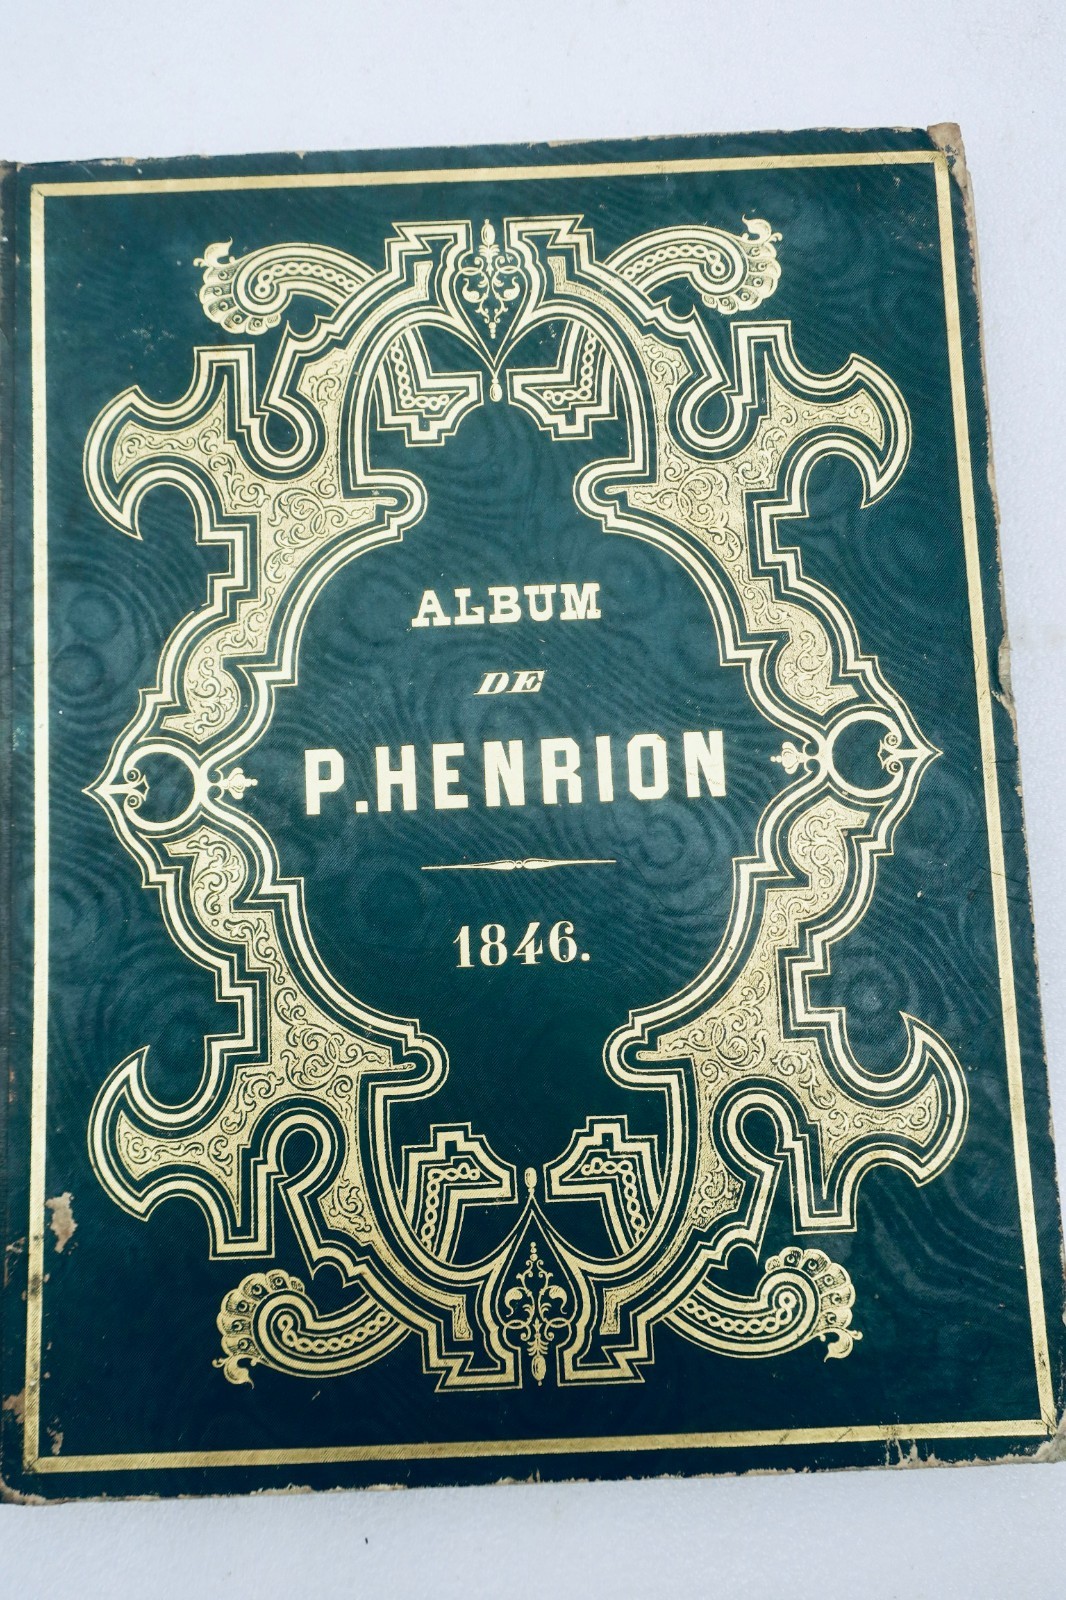 ALBUM
DE
P. HENRION
1846.